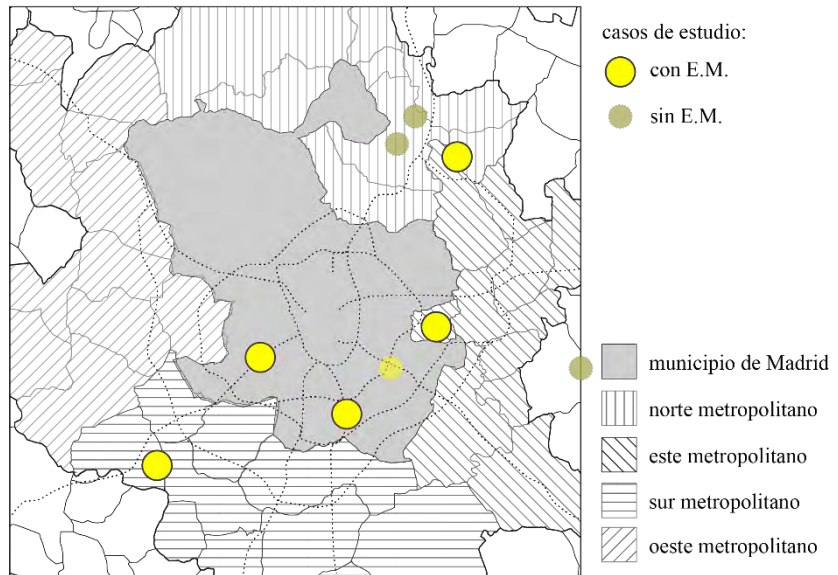 casos de estudio:
con E.M.
sin E.M.
municipio de Madrid
norte metropolitano
este metropolitano
sur metropolitano
oeste metropolitano